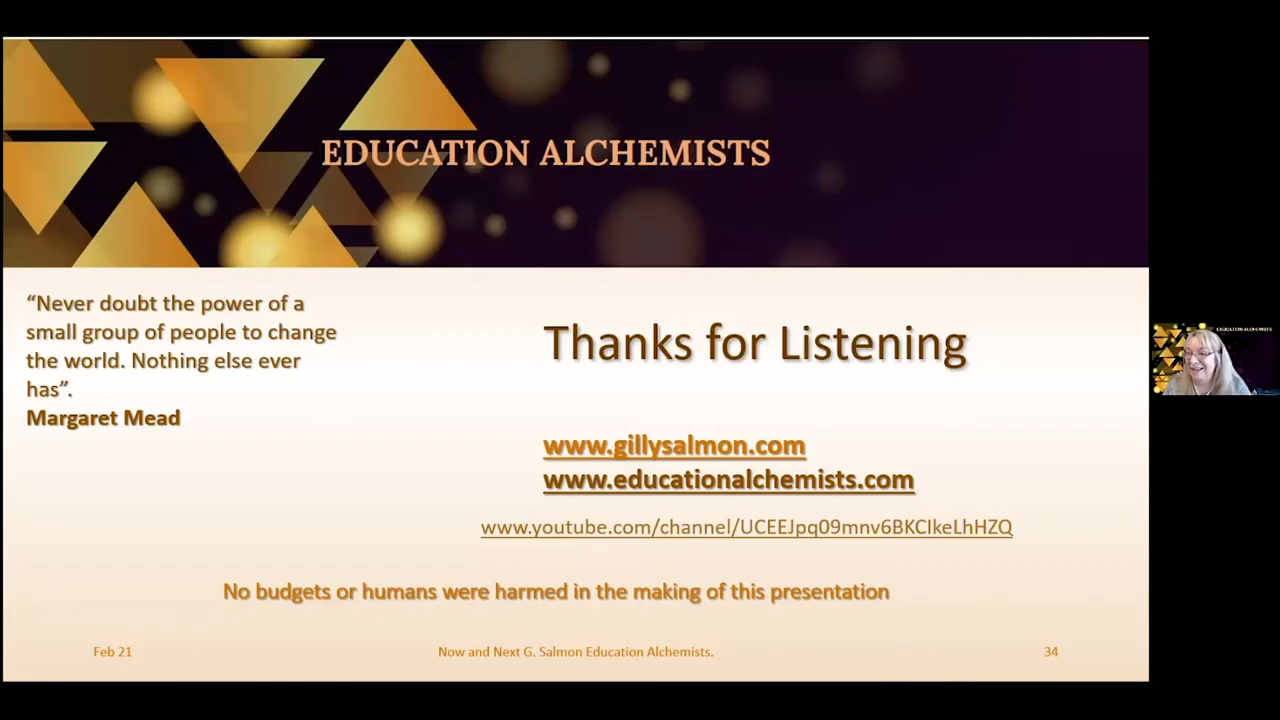 EDUCATION ALCHEMISTS
“Never doubt the power of a
small group of people to change
the world. Nothing else ever
has”.
Margaret Mead
Thanks for Listening
www.gillysalmon.com
www.educationalchemists.com
www.youtube.com/channel/UCEEJpq09mnv6BKCIkeLhHZQ
No budgets or humans were harmed in the making of this presentation
Feb 21
Now and Next G. Salmon Education Alchemists.
34
EDUCATION ALCHEMISTS